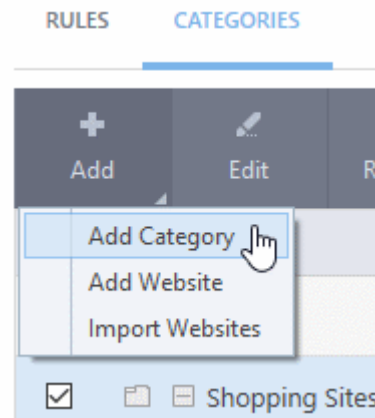 RULES CATEGORIES
Add Edit R
Add Category
Add Website
Import Websites
Shopping Sites